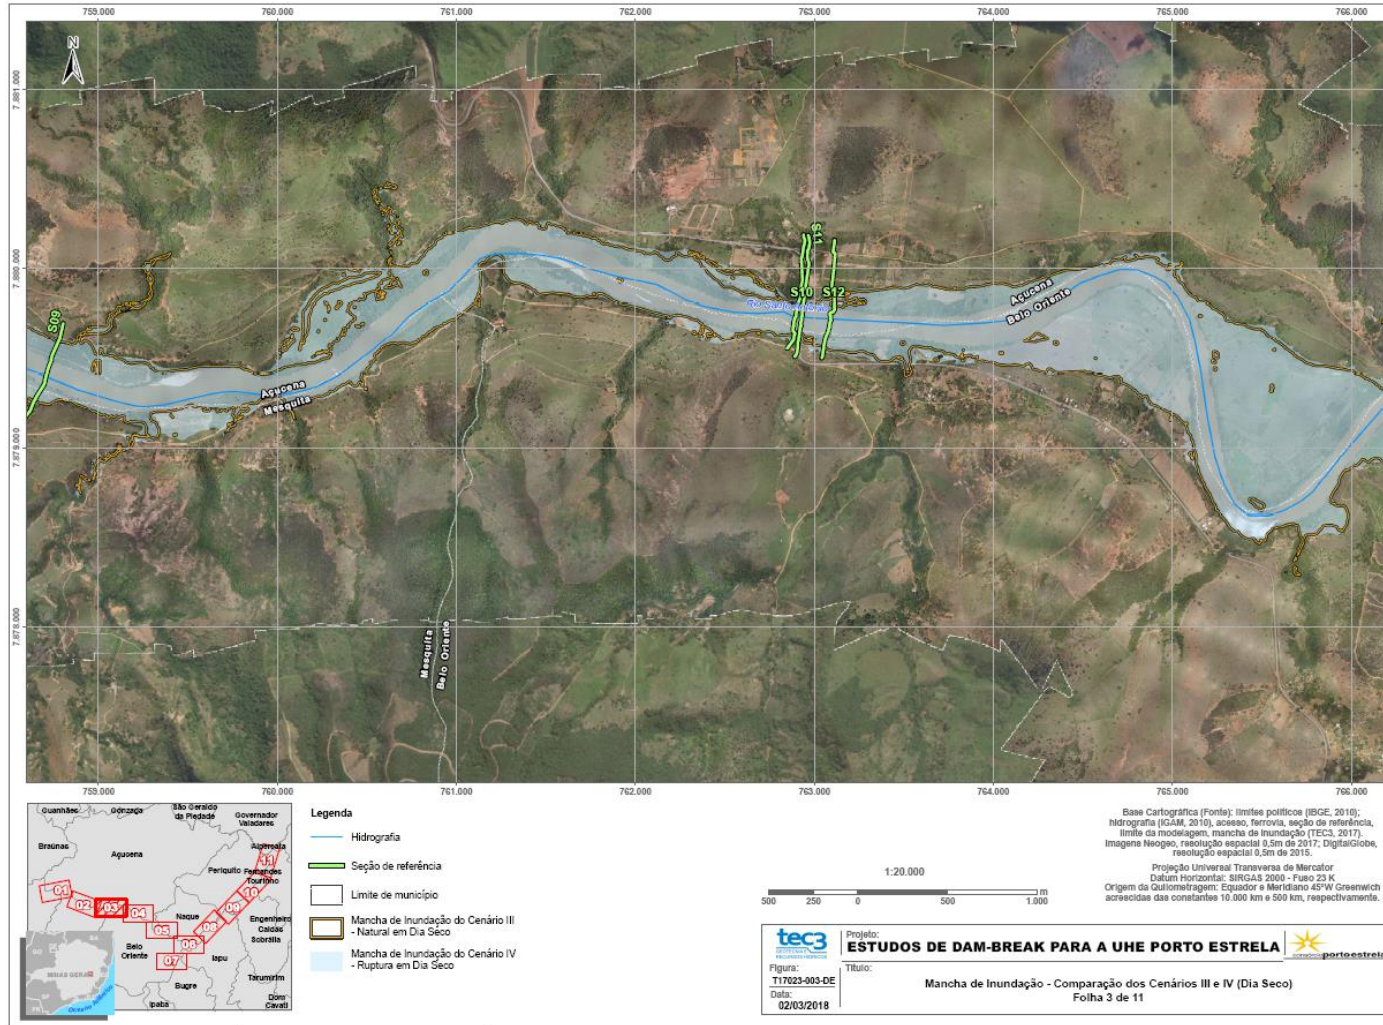 759.000
760.000
761.000
762.000
763.000
764.000
765.000
766.000
N
7.881.000
7.880.000
7.879.000
7.878.000
S09
S11
S10
S12
Açucena
Mesquita
Açucena
Belo Oriente
Mesquita
Belo Oriente
759.000
760.000
761.000
762.000
763.000
764.000
765.000
766.000
Guanhães
Gonzaga
São Geraldo
da Piedade
Governador
Valadares
Braúnas
Açucena
Alpercata
Periquito
Fernandes
Tourinho
Naque
Engenheiro
Caldas
Sobrália
Belo
Oriente
Iapu
Bugre
Tarumirim
Ipaba
Dom
Cavati
01
02
03
04
05
06
07
08
09
10
11
MINAS GERAIS
Oceano Atlântico
Legenda
Hidrografia
Seção de referência
Limite de município
Mancha de Inundação do Cenário III
- Natural em Dia Seco
Mancha de Inundação do Cenário IV
- Ruptura em Dia Seco
1:20.000
500
250
0
500
1.000
m
Base Cartográfica (Fonte): limites políticos (IBGE, 2010);
hidrografia (IGAM, 2010), acesso, ferrovia, seção de referência,
limite da modelagem, mancha de inundação (TEC3, 2017).
Imagens Neogeo, resolução espacial 0,5m de 2017; DigitalGlobe,
resolução espacial 0,5m de 2015.
Projeção Universal Transversa de Mercator
Datum Horizontal: SIRGAS 2000 - Fuso 23 K
Origem da Quilometragem: Equador e Meridiano 45°W Greenwich
acrescidas das constantes 10.000 km e 500 km, respectivamente.
tec3
GEOTECNIA
RECURSOS HÍDRICOS
Projeto:
ESTUDOS DE DAM-BREAK PARA A UHE PORTO ESTRELA
consórcio portoestrela
Figura:
T17023-003-DE
Data:
02/03/2018
Título:
Mancha de Inundação - Comparação dos Cenários III e IV (Dia Seco)
Folha 3 de 11